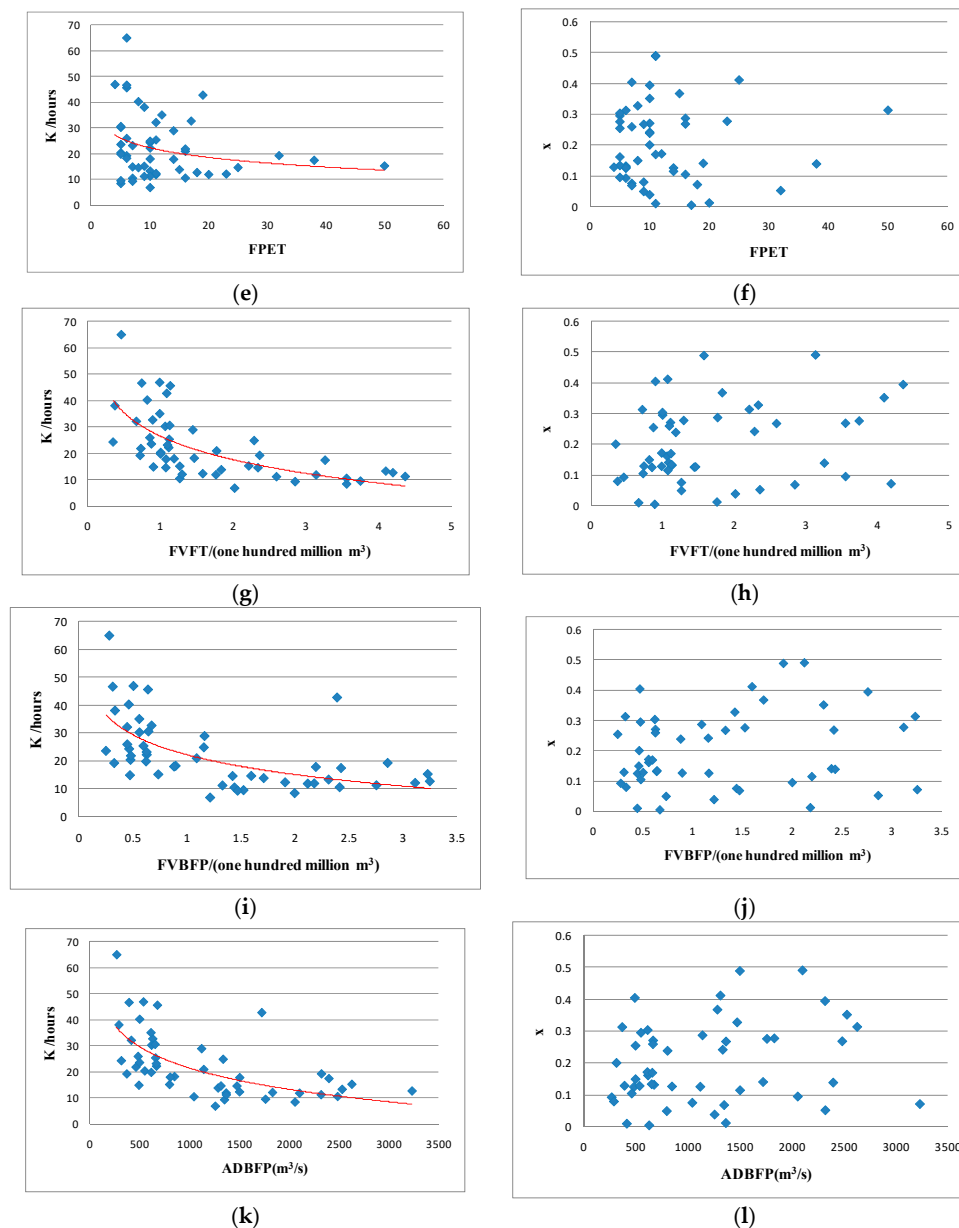 70
60
50
40
30
20
10
0
K /hours
0 10 20 30 40 50 60
FPET
(e)
0.6
0.5
0.4
0.3
0.2
0.1
0
x
0 10 20 30 40 50 60
FPET
(f)
70
60
50
40
30
20
10
0
K /hours
0 1 2 3 4 5
FVFT/(one hundred million m³)
(g)
0.6
0.5
0.4
0.3
0.2
0.1
0
x
0 1 2 3 4 5
FVFT/(one hundred million m³)
(h)
70
60
50
40
30
20
10
0
K /hours
0 0.5 1 1.5 2 2.5 3 3.5
FVBFP/(one hundred million m³)
(i)
0.6
0.5
0.4
0.3
0.2
0.1
0
x
0 0.5 1 1.5 2 2.5 3 3.5
FVBFP/(one hundred million m³)
(j)
70
60
50
40
30
20
10
0
K /hours
0 500 1000 1500 2000 2500 3000 3500
ADBFP(m³/s)
(k)
0.6
0.5
0.4
0.3
0.2
0.1
0
x
0 500 1000 1500 2000 2500 3000 3500
ADBFP(m³/s)
(l)